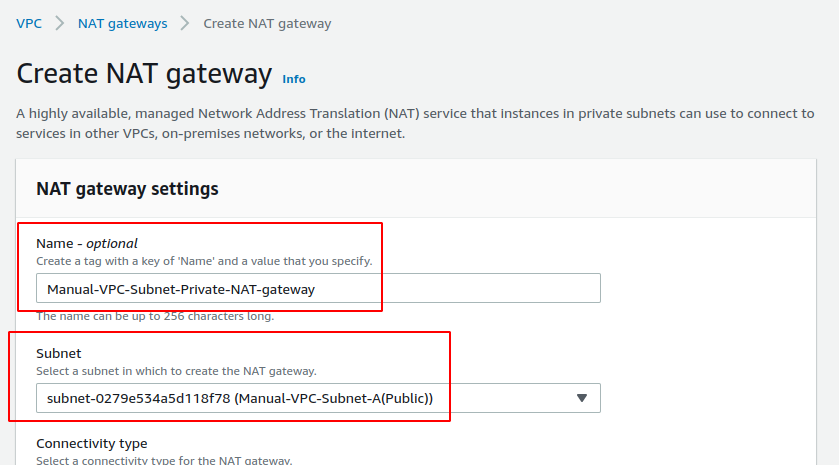 VPC > NAT gateways > Create NAT gateway
Create NAT gateway Info
A highly available, managed Network Address Translation (NAT) service that instances in private subnets can use to connect to
services in other VPCs, on-premises networks, or the internet.
NAT gateway settings
Name - optional
Create a tag with a key of 'Name' and a value that you specify.
Manual-VPC-Subnet-Private-NAT-gateway
The name can be up to 256 characters long.
Subnet
Select a subnet in which to create the NAT gateway.
subnet-0279e534a5d118f78 (Manual-VPC-Subnet-A(Public))
Connectivity type
Select a connectivity type for the NAT gateway.